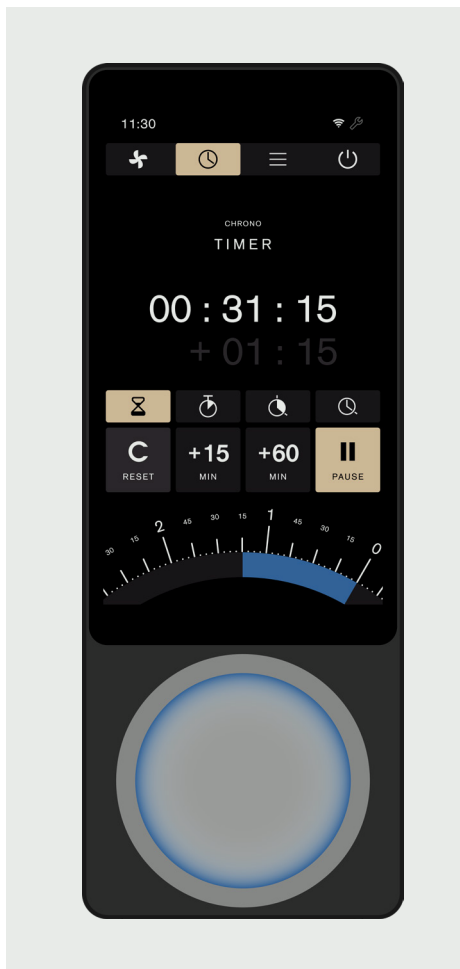 11:30
CHRONO
TIMER
00 : 31 : 15
+ 01 : 15
C +15 +60
RESET MIN MIN PAUSE
30 15 2 45 30 15 1 45 30 15 0